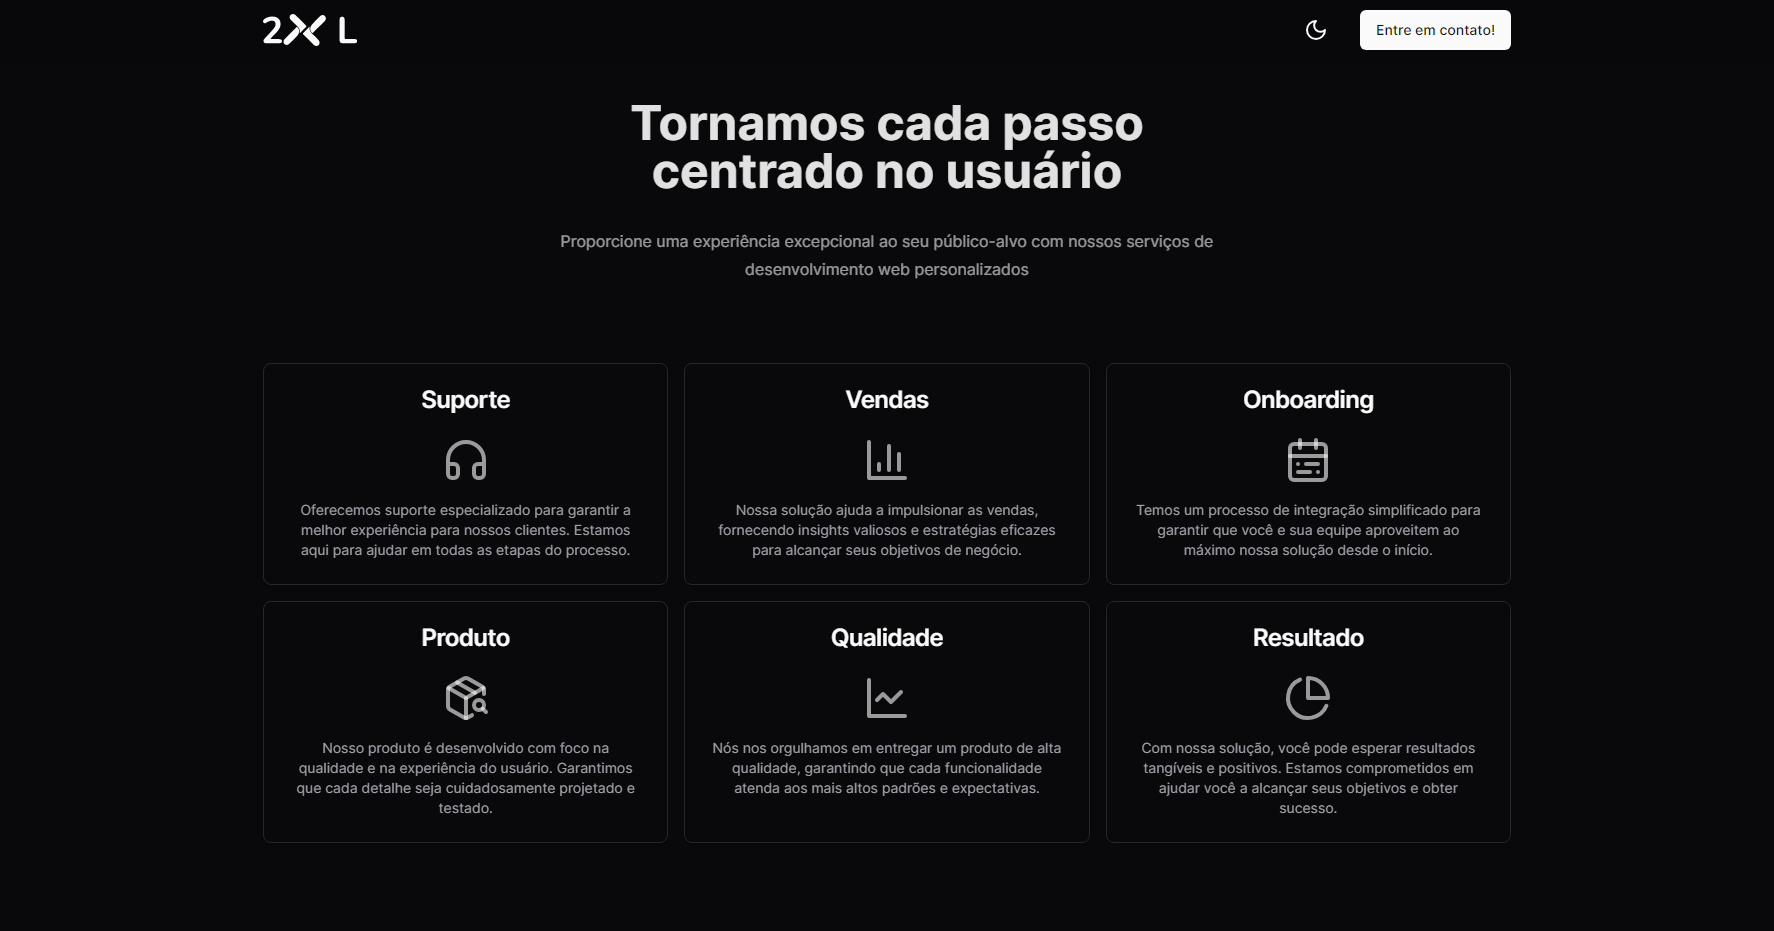 2XL
Entre em contato!
Tornamos cada passo
centrado no usuário
Proporcione uma experiência excepcional ao seu público-alvo com nossos serviços de
desenvolvimento web personalizados
Suporte
Oferecemos suporte especializado para garantir a
melhor experiência para nossos clientes. Estamos
aqui para ajudar em todas as etapas do processo.
Vendas
Nossa solução ajuda a impulsionar as vendas,
fornecendo insights valiosos e estratégias eficazes
para alcançar seus objetivos de negócio.
Onboarding
Temos um processo de integração simplificado para
garantir que você e sua equipe aproveitem ao
máximo nossa solução desde o início.
Produto
Nosso produto é desenvolvido com foco na
qualidade e na experiência do usuário. Garantimos
que cada detalhe seja cuidadosamente projetado e
testado.
Qualidade
Nós nos orgulhamos em entregar um produto de alta
qualidade, garantindo que cada funcionalidade
atenda aos mais altos padrões e expectativas.
Resultado
Com nossa solução, você pode esperar resultados
tangíveis e positivos. Estamos comprometidos em
ajudar você a alcançar seus objetivos e obter
sucesso.